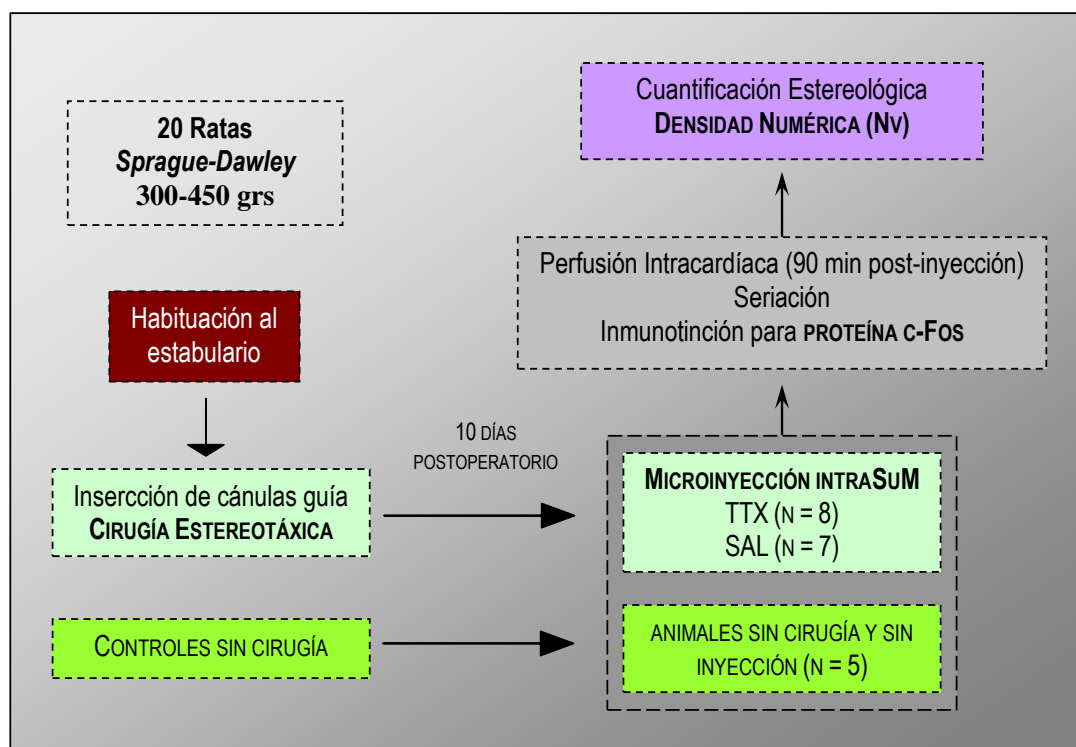 20 Ratas
Sprague-Dawley
300-450 grs
Habituación al
estabulario
Insercción de cánulas guía
CIRUGÍA ESTEREOTÁXICA
CONTROLES SIN CIRUGÍA
10 DÍAS
POSTOPERATORIO
MICROINYECCIÓN INTRASUM
TTX (N = 8)
SAL (N = 7)
ANIMALES SIN CIRUGÍA Y SIN
INYECCIÓN (N = 5)
Perfusión Intracardíaca (90 min post-inyección)
Seriación
Inmunotinción para PROTEÍNA C-FOS
Cuantificación Estereológica
DENSIDAD NUMÉRICA (NV)